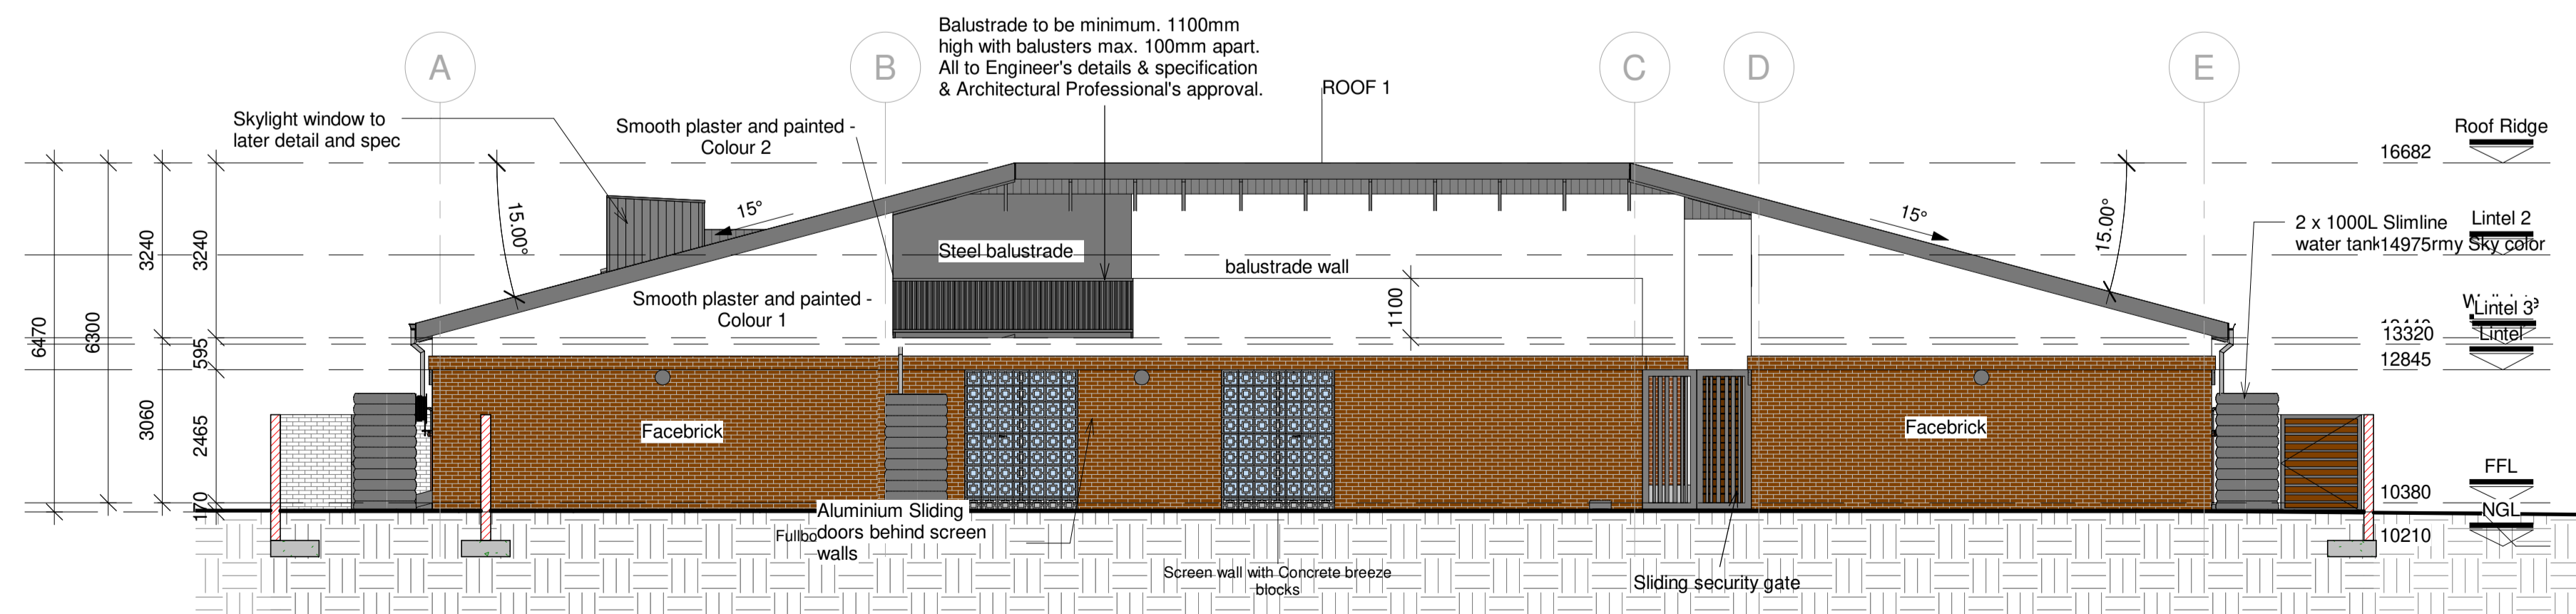 Balustrade to be minimum. 1100mm
high with balusters max. 100mm apart.
All to Engineer's details & specification
& Architectural Professional's approval.
A
B
C
D
E
ROOF 1
Skylight window to
later detail and spec
Smooth plaster and painted -
Colour 2
Roof Ridge
16682
15.00°
15°
15°
15.00°
2 x 1000L Slimline
water tank
Lintel 2
14975
rmy Sky color
Steel balustrade
balustrade wall
Smooth plaster and painted -
Colour 1
1100
6470
6300
3240
3240
595
3060
2465
170
Lintel 3
13320
Lintel
12845
Facebrick
Facebrick
FFL
10380
NGL
10210
Aluminium Sliding
doors behind screen
walls
Fullbo
Screen wall with Concrete breeze
blocks
Sliding security gate